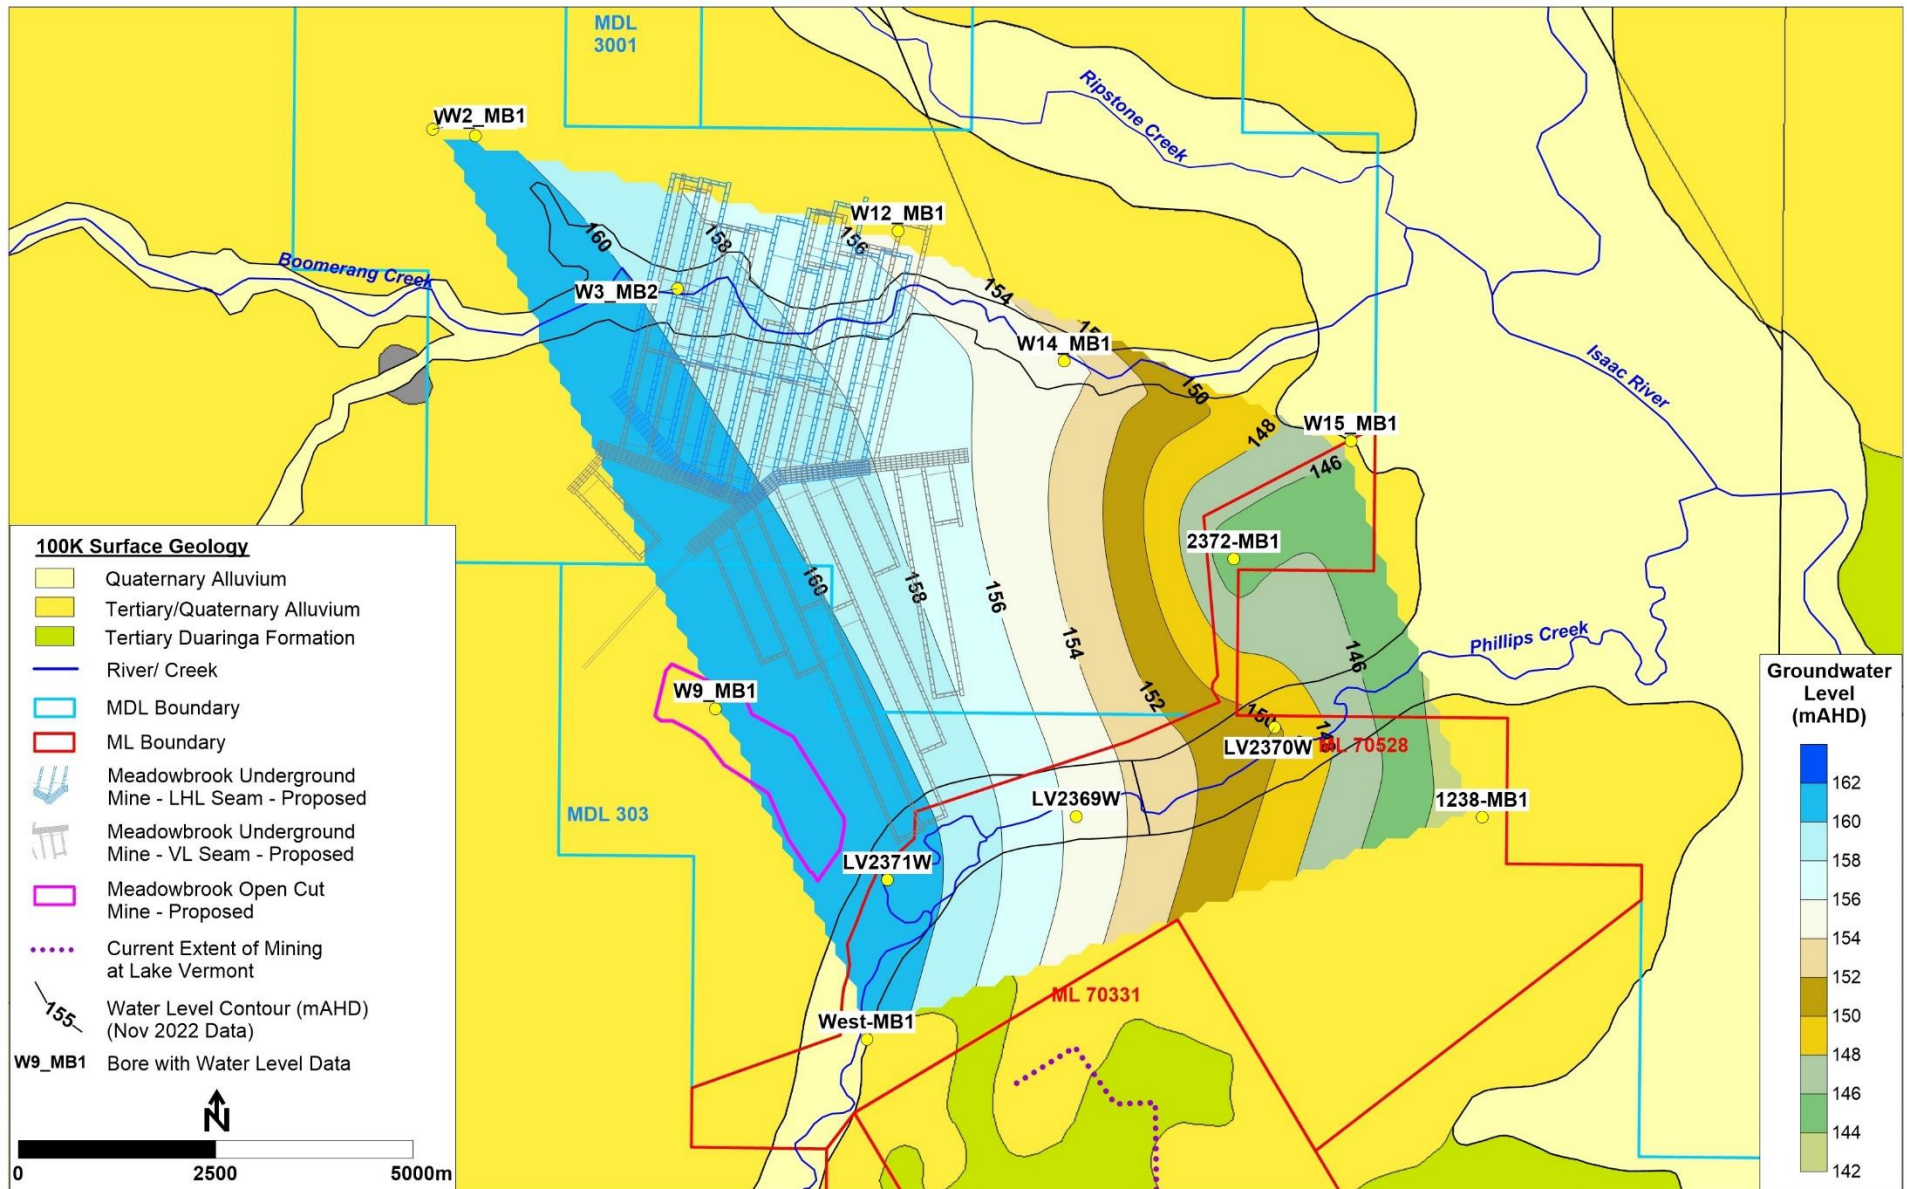 MDL
3001
Ripstone Creek
W2_MB1
W12_MB1
160
158
156
Boomerang Creek
W3_MB2
154
W14_MB1
150
Isaac River
W15_MB1
148
146
2372-MB1
160
158
156
154
146
Phillips Creek
W9_MB1
152
150
148
LV2370W
ML 70528
MDL 303
LV2369W
1238-MB1
LV2371W
ML 70331
West-MB1
100K Surface Geology
Quaternary Alluvium
Tertiary/Quaternary Alluvium
Tertiary Duaringa Formation
River/ Creek
MDL Boundary
ML Boundary
Meadowbrook Underground
Mine - LHL Seam - Proposed
Meadowbrook Underground
Mine - VL Seam - Proposed
Meadowbrook Open Cut
Mine - Proposed
Current Extent of Mining
at Lake Vermont
155
Water Level Contour (mAHD)
(Nov 2022 Data)
W9_MB1 Bore with Water Level Data
N
0 2500 5000m
Groundwater
Level
(mAHD)
162
160
158
156
154
152
150
148
146
144
142